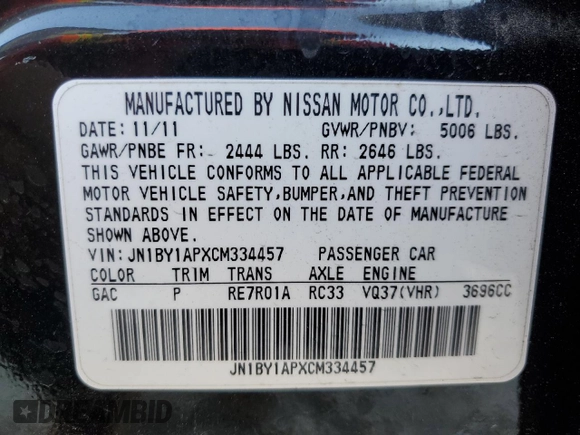 MANUFACTURED BY NISSAN MOTOR CO.,LTD.
DATE: 11/11 GVWR/PNBV: 5006 LBS.
GAWR/PNBE FR: 2444 LBS. RR: 2646 LBS.
THIS VEHICLE CONFORMS TO ALL APPLICABLE FEDERAL
MOTOR VEHICLE SAFETY,BUMPER,AND THEFT PREVENTION
STANDARDS IN EFFECT ON THE DATE OF MANUFACTURE
SHOWN ABOVE.
VIN: JN1BY1APXCM334457 PASSENGER CAR
COLOR TRIM TRANS AXLE ENGINE
GAC P RE7R01A RC33 VQ37(VHR) 3696CC
JN1BY1APXCM334457
DREAMBID